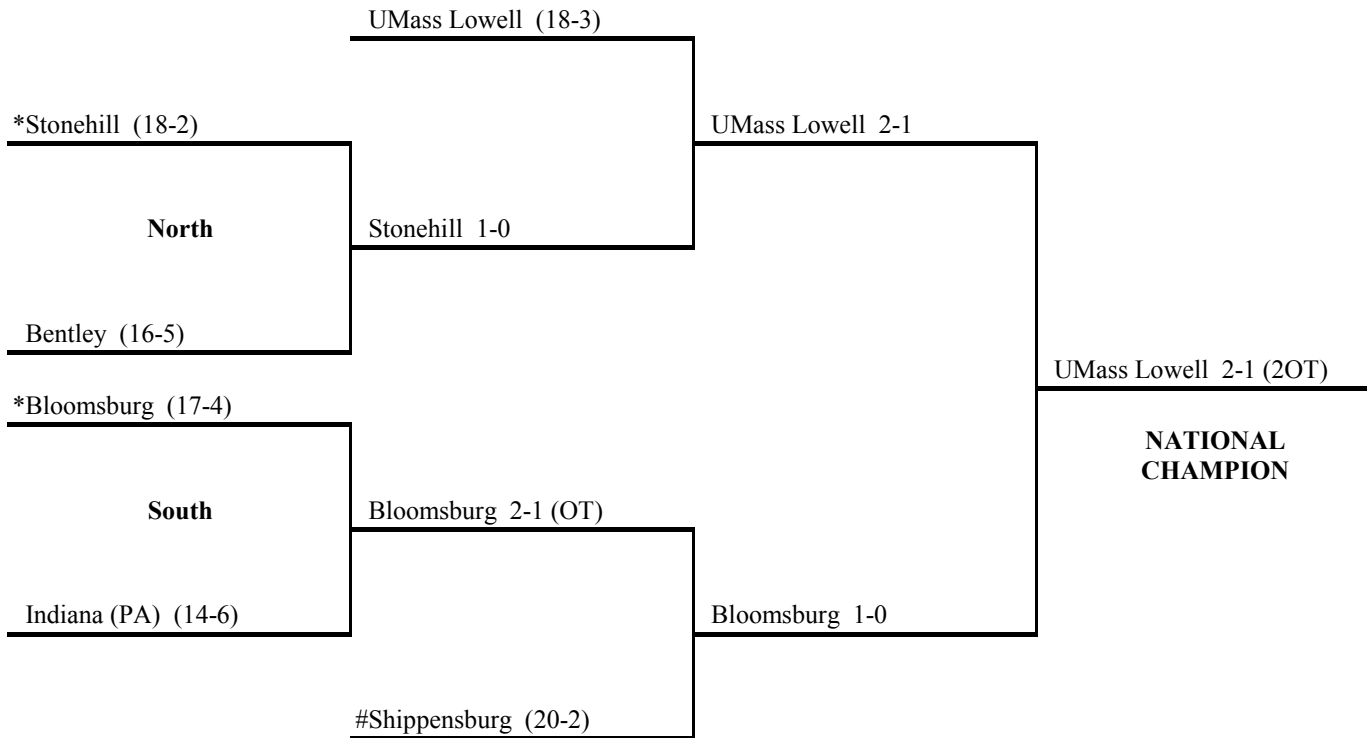 UMass Lowell (18-3)
*Stonehill (18-2)
UMass Lowell 2-1
North
Stonehill 1-0
Bentley (16-5)
UMass Lowell 2-1 (2OT)
*Bloomsburg (17-4)
NATIONAL
CHAMPION
South
Bloomsburg 2-1 (OT)
Indiana (PA) (14-6)
Bloomsburg 1-0
#Shippensburg (20-2)